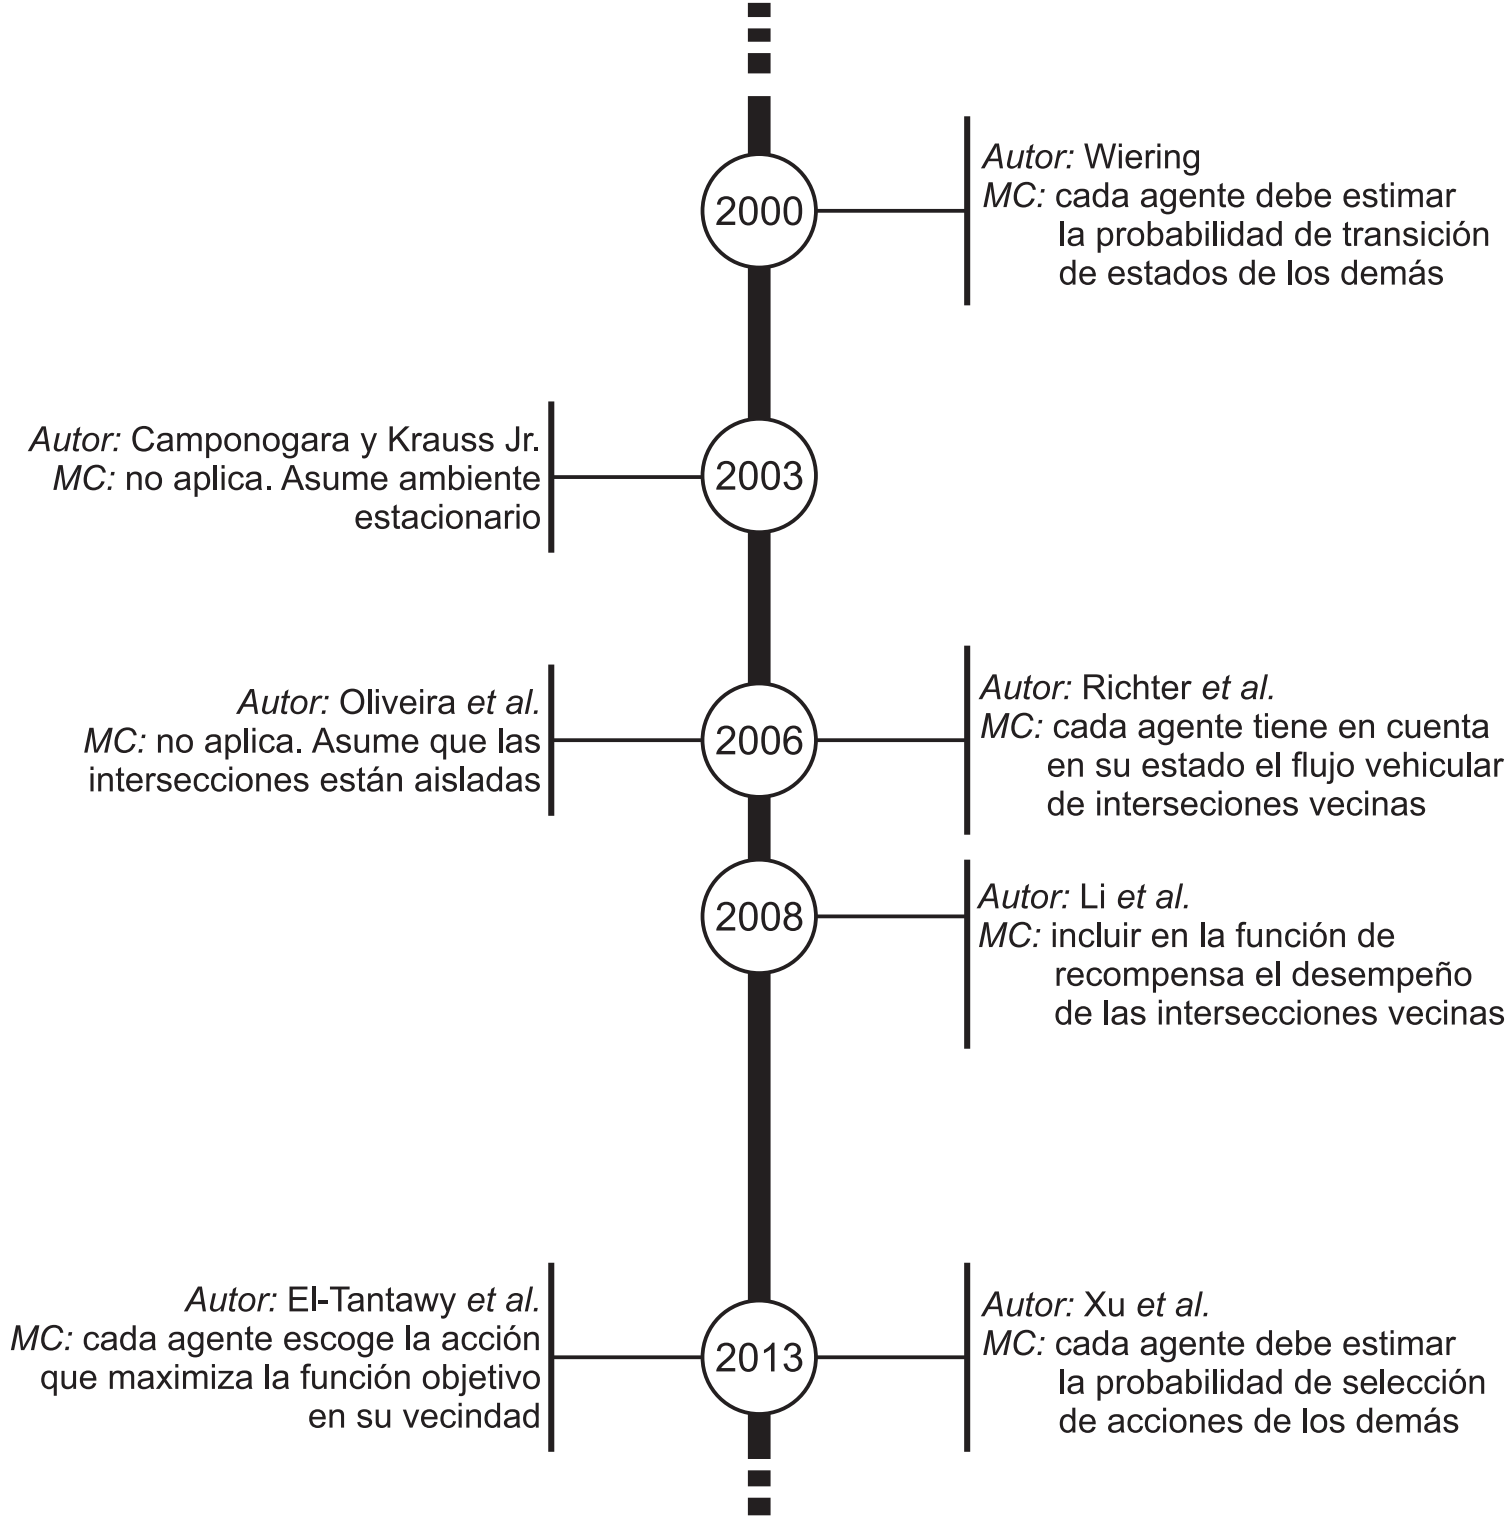 2000
Autor: Wiering
MC: cada agente debe estimar
la probabilidad de transición
de estados de los demás
Autor: Camponogara y Krauss Jr.
MC: no aplica. Asume ambiente
estacionario
2003
Autor: Oliveira et al.
MC: no aplica. Asume que las
intersecciones están aisladas
2006
Autor: Richter et al.
MC: cada agente tiene en cuenta
en su estado el flujo vehicular
de interseciones vecinas
2008
Autor: Li et al.
MC: incluir en la función de
recompensa el desempeño
de las intersecciones vecinas
Autor: El-Tantawy et al.
MC: cada agente escoge la acción
que maximiza la función objetivo
en su vecindad
2013
Autor: Xu et al.
MC: cada agente debe estimar
la probabilidad de selección
de acciones de los demás